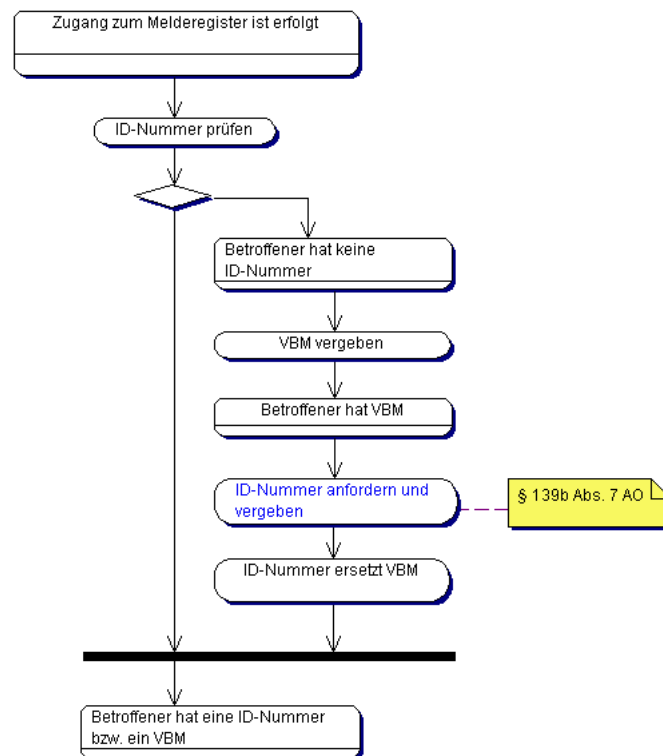 Zugang zum Melderegister ist erfolgt
ID-Nummer prüfen
Betroffener hat keine
ID-Nummer
VBM vergeben
Betroffener hat VBM
ID-Nummer anfordern und
vergeben
§ 139b Abs. 7 AO
ID-Nummer ersetzt VBM
Betroffener hat eine ID-Nummer
bzw. ein VBM